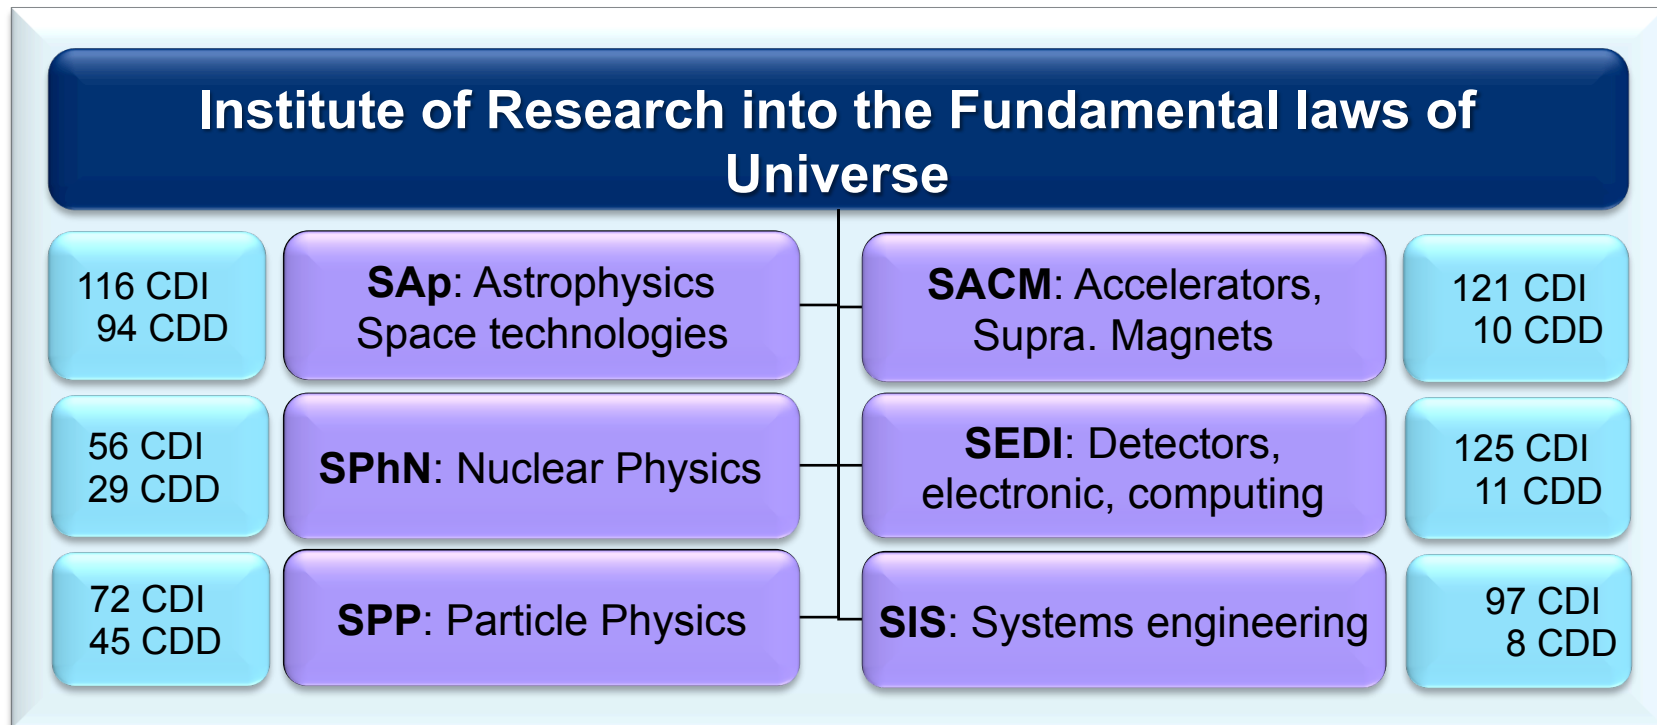 Institute of Research into the Fundamental laws of
Universe
116 CDI
94 CDD
SAp: Astrophysics
Space technologies
SACM: Accelerators,
Supra. Magnets
121 CDI
10 CDD
56 CDI
29 CDD
SPhN: Nuclear Physics
SEDI: Detectors,
electronic, computing
125 CDI
11 CDD
72 CDI
45 CDD
SPP: Particle Physics
SIS: Systems engineering
97 CDI
8 CDD